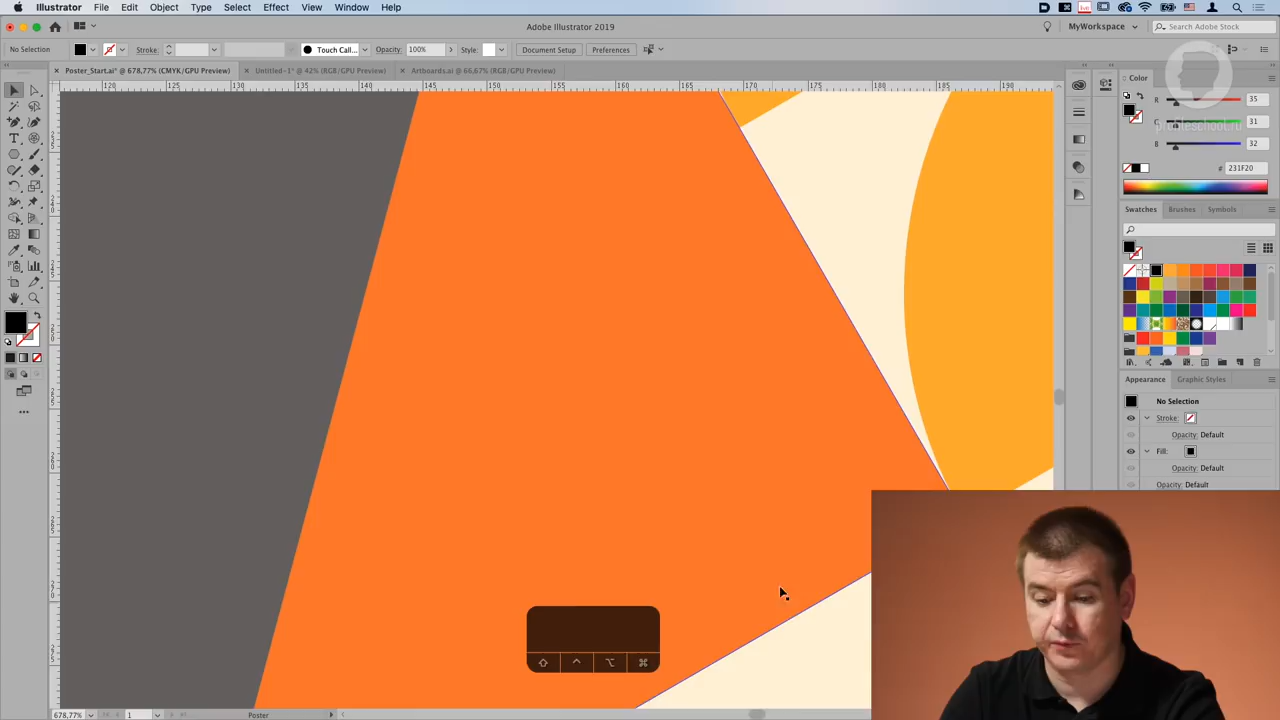 Illustrator File Edit Object Type Select Effect View Window Help
Adobe Illustrator 2019
MyWorkspace
Search Adobe Stock
No Selection
Stroke:
Touch Call...
Opacity: 100%
Style:
Document Setup
Preferences
× Poster_Start.ai* @ 678,77% (CMYK/GPU Preview)
× Untitled-1* @ 42% (RGB/GPU Preview)
× Artboards.ai @ 66,67% (RGB/GPU Preview)
120 125 130 135 140 145 150 155 160 165 170 175 180 185 190
Color
R 35
G 31
B 32
# 231F20
Swatches Brushes Symbols
Appearance Graphic Styles
No Selection
Stroke:
Opacity: Default
Fill:
Opacity: Default
Opacity: Default
678,77%
1
Poster